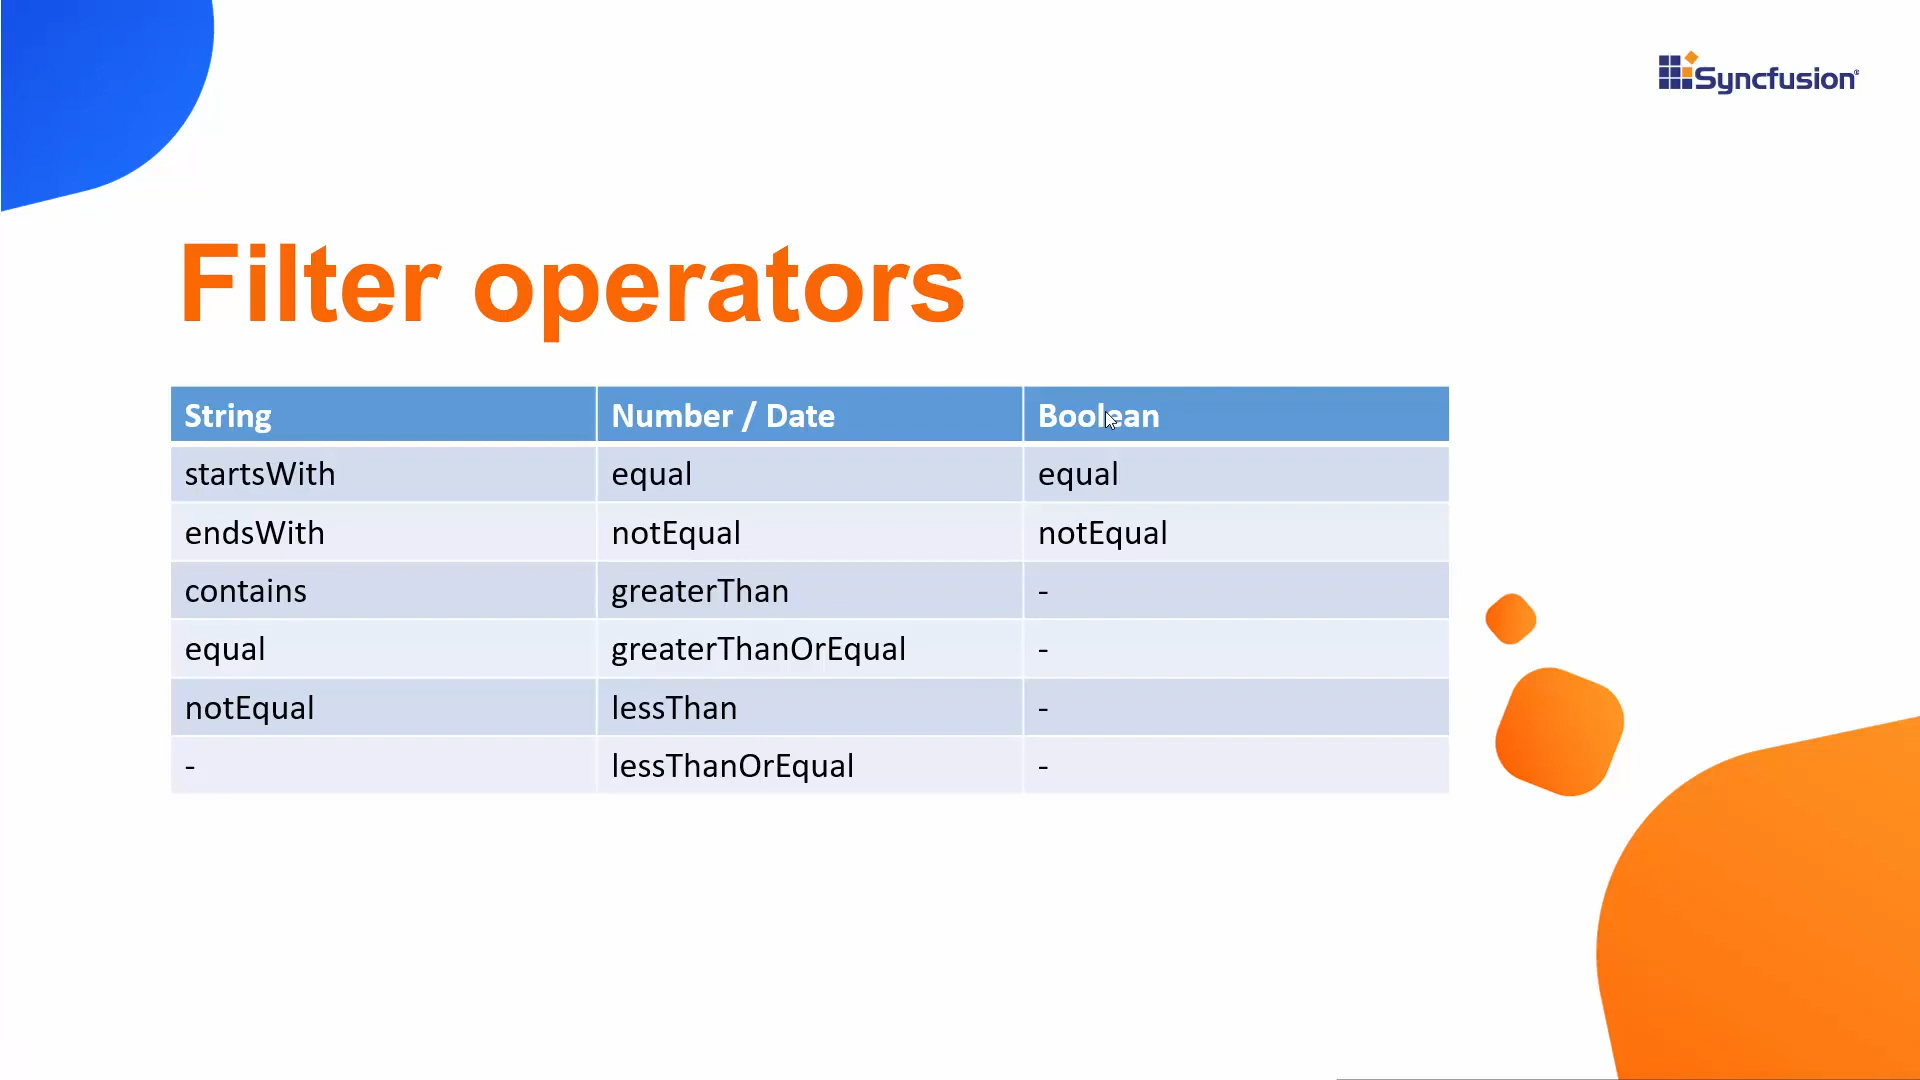 Syncfusion
Filter operators
String Number / Date Boolean
startsWith equal equal
endsWith notEqual notEqual
contains greaterThan -
equal greaterThanOrEqual -
notEqual lessThan -
- lessThanOrEqual -